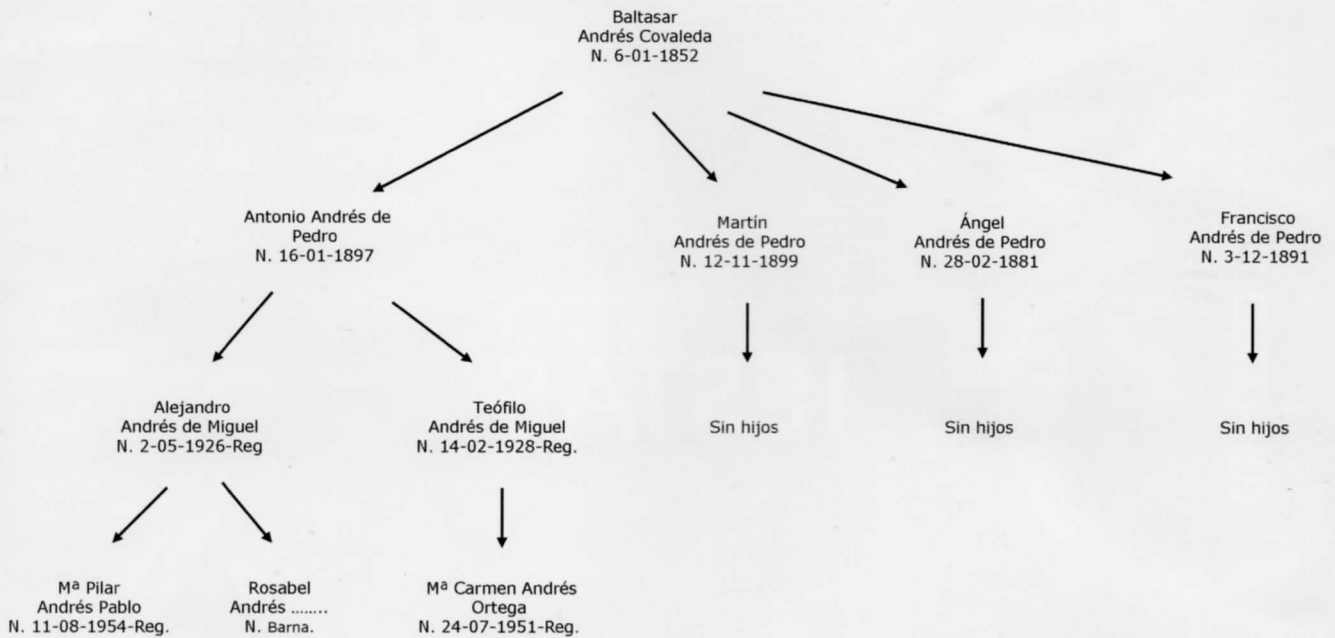 Baltasar
Andrés Covaleda
N. 6-01-1852
Antonio Andrés de
Pedro
N. 16-01-1897
Martín
Andrés de Pedro
N. 12-11-1899
Ángel
Andrés de Pedro
N. 28-02-1881
Francisco
Andrés de Pedro
N. 3-12-1891
Alejandro
Andrés de Miguel
N. 2-05-1926-Reg
Teófilo
Andrés de Miguel
N. 14-02-1928-Reg.
Sin hijos
Sin hijos
Sin hijos
Mª Pilar
Andrés Pablo
N. 11-08-1954-Reg.
Rosabel
Andrés ........
N. Barna.
Mª Carmen Andrés
Ortega
N. 24-07-1951-Reg.